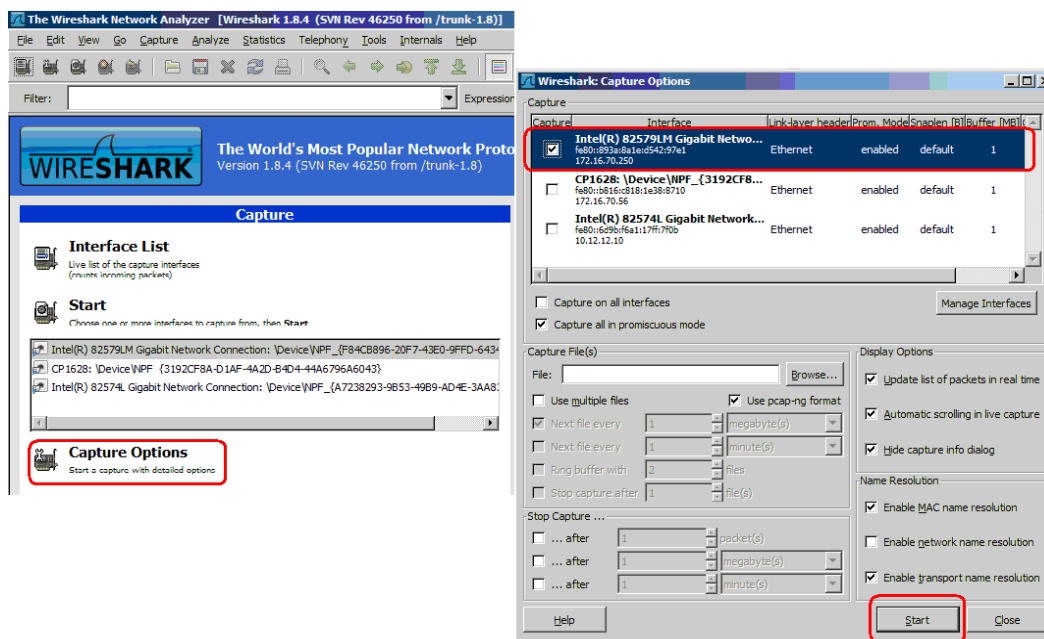 The Wireshark Network Analyzer [Wireshark 1.8.4 (SVN Rev 46250 from /trunk-1.8)]
File Edit View Go Capture Analyze Statistics Telephony Tools Internals Help
Filter: Expression
WIRESHARK
The World's Most Popular Network Proto
Version 1.8.4 (SVN Rev 46250 from /trunk-1.8)
Capture
Interface List
Live list of the capture interfaces
(counts incoming packets)
Start
Choose one or more interfaces to capture from, then Start
Intel(R) 82579LM Gigabit Network Connection: \Device\NPF_{F84CB896-20F7-43E0-9FFD-6434
CP1628: \Device\NPF_{3192CF8A-D1AF-4A2D-B4D4-44A6796A6043}
Intel(R) 82574L Gigabit Network Connection: \Device\NPF_{A7238293-9B53-49B9-AD4E-3AA8
Capture Options
Start a capture with detailed options
Wireshark: Capture Options
Capture
Capture Interface Link-layer header Prom. Mode Snaplen [B] Buffer [MB]
Intel(R) 82579LM Gigabit Netwo...
fe80::893a:8a1e:d542:97e1
172.16.70.250
Ethernet enabled default 1
CP1628: \Device\NPF_{3192CF8...
fe80::b816:c818:1e38:8710
172.16.70.56
Ethernet enabled default 1
Intel(R) 82574L Gigabit Network...
fe80::6d9b:f6a1:17ff:7f0b
10.12.12.10
Ethernet enabled default 1
Capture on all interfaces
Manage Interfaces
Capture all in promiscuous mode
Capture File(s)
File: Browse...
Use multiple files Use pcap-ng format
Next file every 1 megabyte(s)
Next file every 1 minute(s)
Ring buffer with 2 files
Stop capture after 1 file(s)
Stop Capture ...
... after 1 packet(s)
... after 1 megabyte(s)
... after 1 minute(s)
Display Options
Update list of packets in real time
Automatic scrolling in live capture
Hide capture info dialog
Name Resolution
Enable MAC name resolution
Enable network name resolution
Enable transport name resolution
Help Start Close